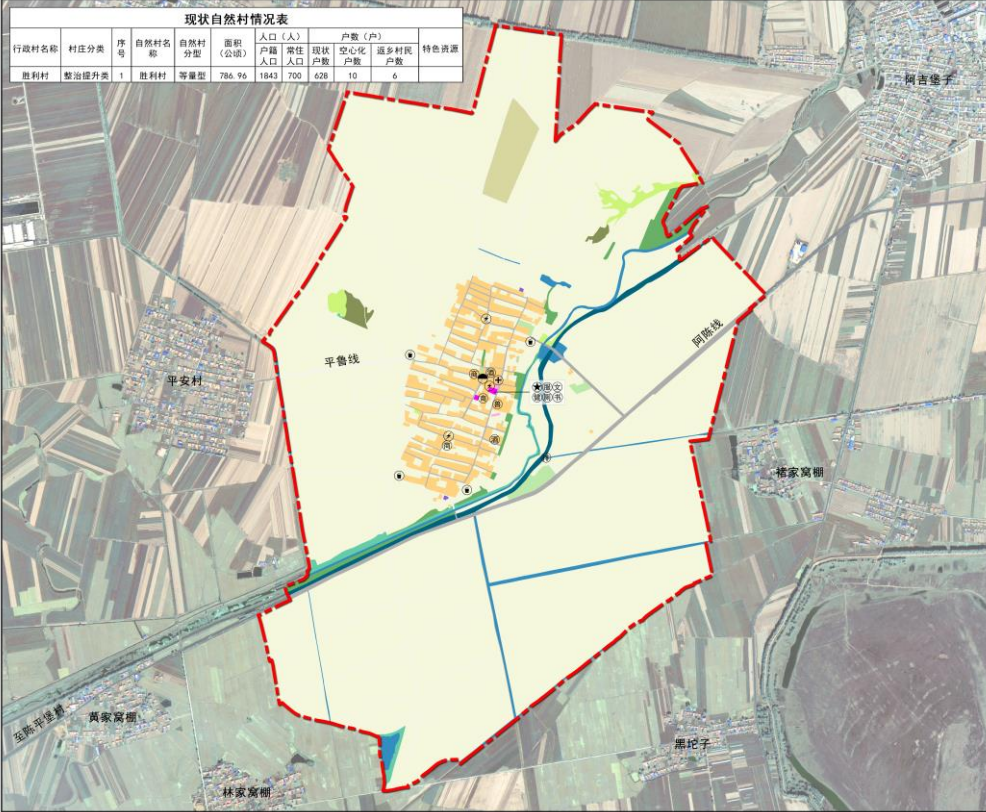 现状自然村情况表
行政村名称 村庄分类 序号 自然村名称 自然村分型 面积（公顷） 人口（人） 户数（户） 特色资源
户籍人口 常住人口 现状户数 空心化户数 返乡村民户数
胜利村 整治提升类 1 胜利村 等量型 786.96 1843 700 628 10 6
阿吉堡子
阿陈线
平鲁线
平安村
褚家窝棚
至陈平堡村
黄家窝棚
黑坨子
林家窝棚